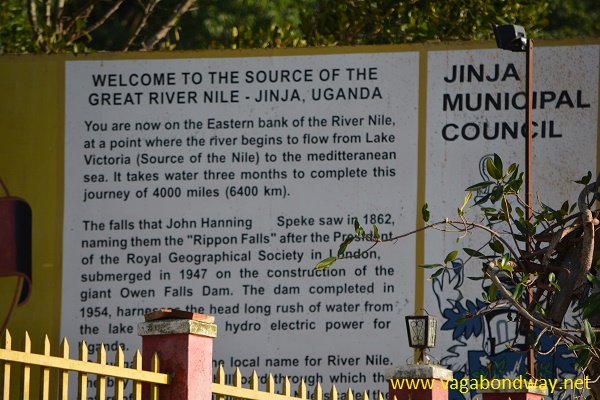 WELCOME TO THE SOURCE OF THE
GREAT RIVER NILE - JINJA, UGANDA
You are now on the Eastern bank of the River Nile,
at a point where the river begins to flow from Lake
Victoria (Source of the Nile) to the meditteranean
sea. It takes water three months to complete this
journey of 4000 miles (6400 km).
The falls that John Hanning Speke saw in 1862,
naming them the "Rippon Falls" after the President
of the Royal Geographical Society in London,
submerged in 1947 on the construction of the
giant Owen Falls Dam. The dam completed in
1954, the head long rush of water from
the lake hydro electric power for
Uganda.
local name for River Nile.
through which the
JINJA
MUNICIPAL
COUNCIL
www.vagabondway.net